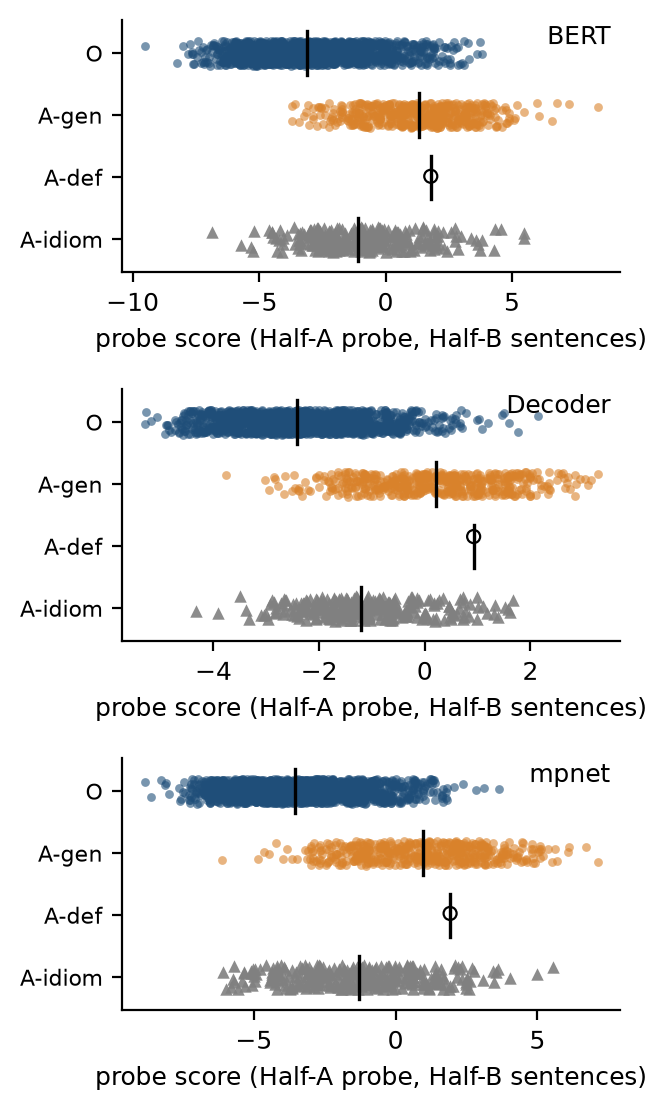 BERT
O
A-gen
A-def
A-idiom
−10 −5 0 5
probe score (Half-A probe, Half-B sentences)
Decoder
O
A-gen
A-def
A-idiom
−4 −2 0 2
probe score (Half-A probe, Half-B sentences)
mpnet
O
A-gen
A-def
A-idiom
−5 0 5
probe score (Half-A probe, Half-B sentences)